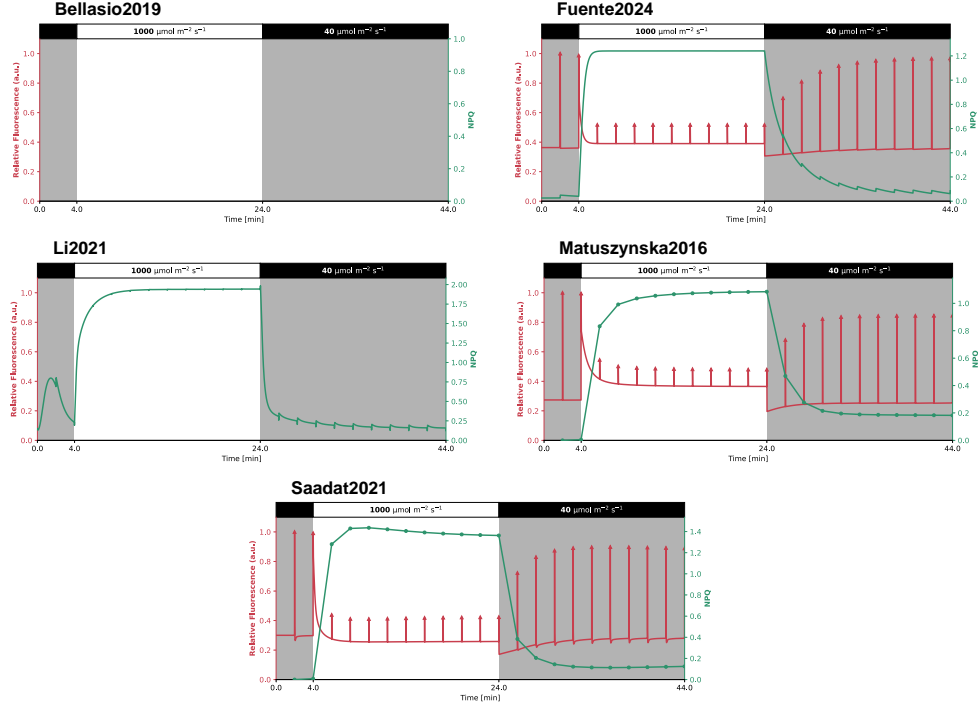 Bellasio2019
1000 μmol m⁻² s⁻¹
40 μmol m⁻² s⁻¹
Relative Fluorescence (a.u.)
1.0
0.8
0.6
0.4
0.2
0.0
1.0
0.8
0.6
0.4
0.2
0.0
NPQ
0.0
4.0
24.0
44.0
Time [min]
Fuente2024
1000 μmol m⁻² s⁻¹
40 μmol m⁻² s⁻¹
Relative Fluorescence (a.u.)
1.0
0.8
0.6
0.4
0.2
0.0
1.2
1.0
0.8
0.6
0.4
0.2
0.0
NPQ
0.0
4.0
24.0
44.0
Time [min]
Li2021
1000 μmol m⁻² s⁻¹
40 μmol m⁻² s⁻¹
Relative Fluorescence (a.u.)
1.0
0.8
0.6
0.4
0.2
0.0
2.00
1.75
1.50
1.25
1.00
0.75
0.50
0.25
0.00
NPQ
0.0
4.0
24.0
44.0
Time [min]
Matuszynska2016
1000 μmol m⁻² s⁻¹
40 μmol m⁻² s⁻¹
Relative Fluorescence (a.u.)
1.0
0.8
0.6
0.4
0.2
0.0
1.0
0.8
0.6
0.4
0.2
0.0
NPQ
0.0
4.0
24.0
44.0
Time [min]
Saadat2021
1000 μmol m⁻² s⁻¹
40 μmol m⁻² s⁻¹
Relative Fluorescence (a.u.)
1.0
0.8
0.6
0.4
0.2
0.0
1.4
1.2
1.0
0.8
0.6
0.4
0.2
0.0
NPQ
0.0
4.0
24.0
44.0
Time [min]